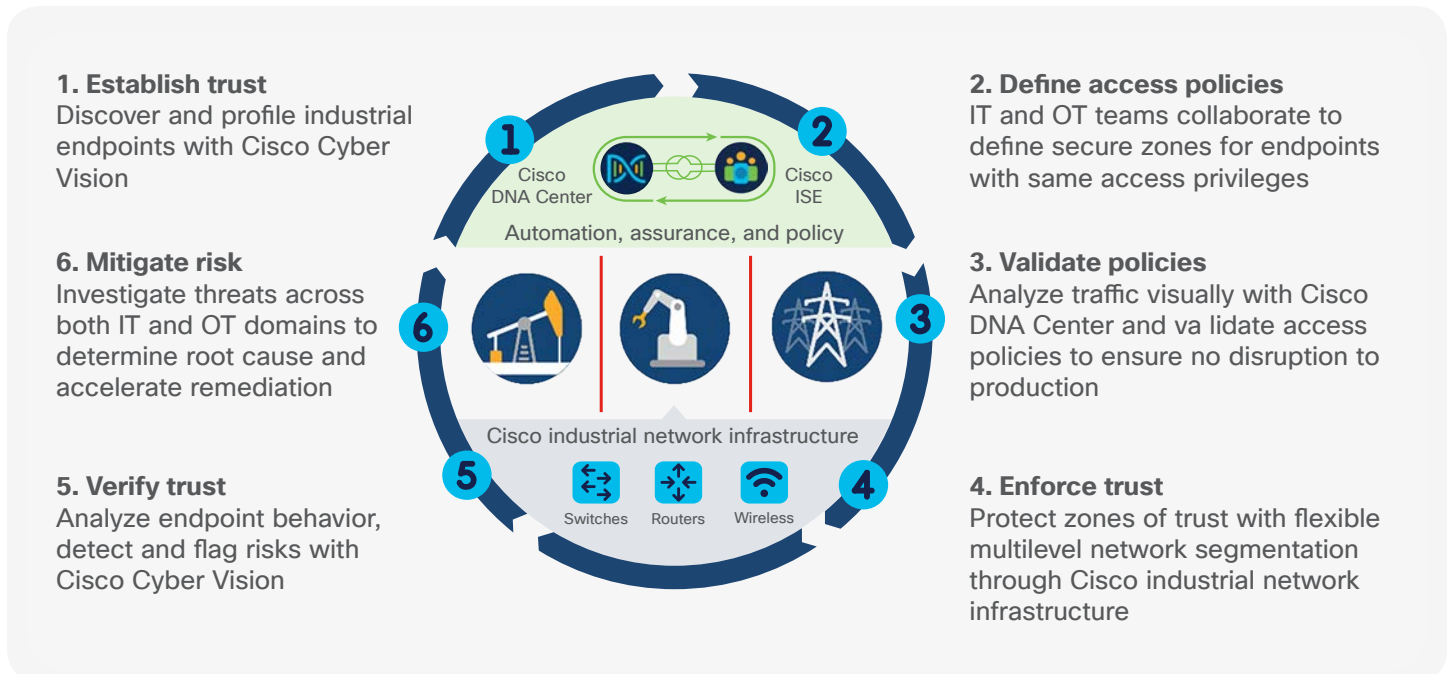 1. Establish trust
Discover and profile industrial
endpoints with Cisco Cyber
Vision
2. Define access policies
IT and OT teams collaborate to
define secure zones for endpoints
with same access privileges
6. Mitigate risk
Investigate threats across
both IT and OT domains to
determine root cause and
accelerate remediation
3. Validate policies
Analyze traffic visually with Cisco
DNA Center and va lidate access
policies to ensure no disruption to
production
5. Verify trust
Analyze endpoint behavior,
detect and flag risks with
Cisco Cyber Vision
4. Enforce trust
Protect zones of trust with flexible
multilevel network segmentation
through Cisco industrial network
infrastructure
1
2
3
4
5
6
Cisco
DNA Center
Cisco
ISE
Automation, assurance, and policy
Cisco industrial network infrastructure
Switches
Routers
Wireless